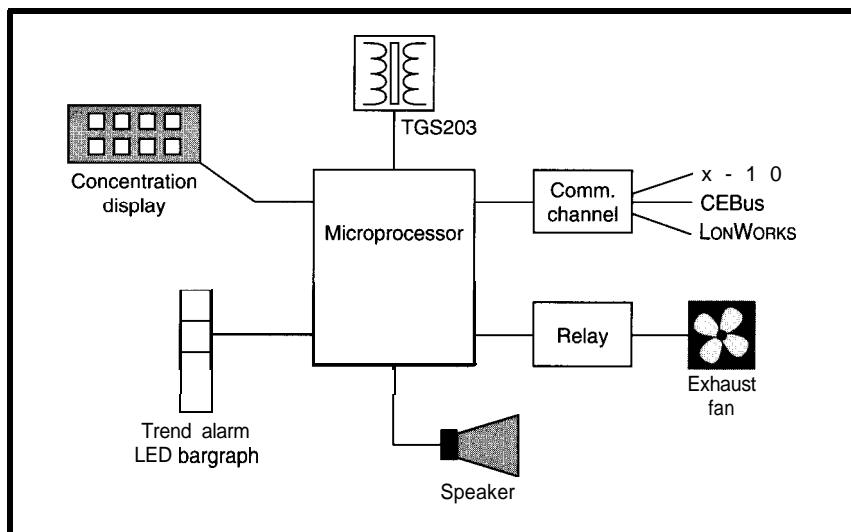 TGS203
Concentration
display
Microprocessor
Comm.
channel
x - 1 0
CEBus
LONWORKS
Relay
Exhaust
fan
Trend alarm
LED bargraph
Speaker